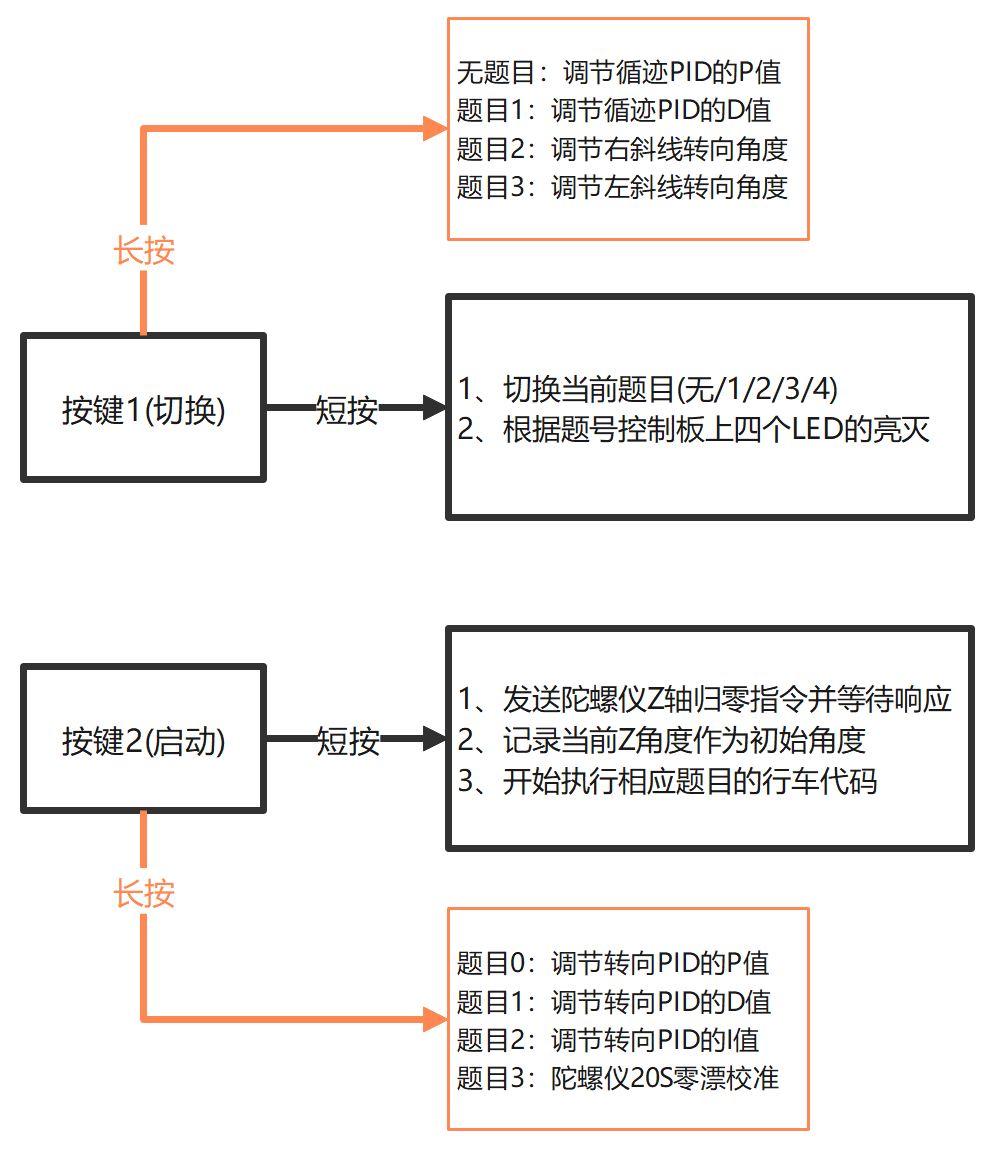 无题目：调节循迹PID的P值
题目1：调节循迹PID的D值
题目2：调节右斜线转向角度
题目3：调节左斜线转向角度
长按
按键1(切换)
短按
1、切换当前题目(无/1/2/3/4)
2、根据题号控制板上四个LED的亮灭
按键2(启动)
短按
1、发送陀螺仪Z轴归零指令并等待响应
2、记录当前Z角度作为初始角度
3、开始执行相应题目的行车代码
长按
题目0：调节转向PID的P值
题目1：调节转向PID的D值
题目2：调节转向PID的I值
题目3：陀螺仪20S零漂校准